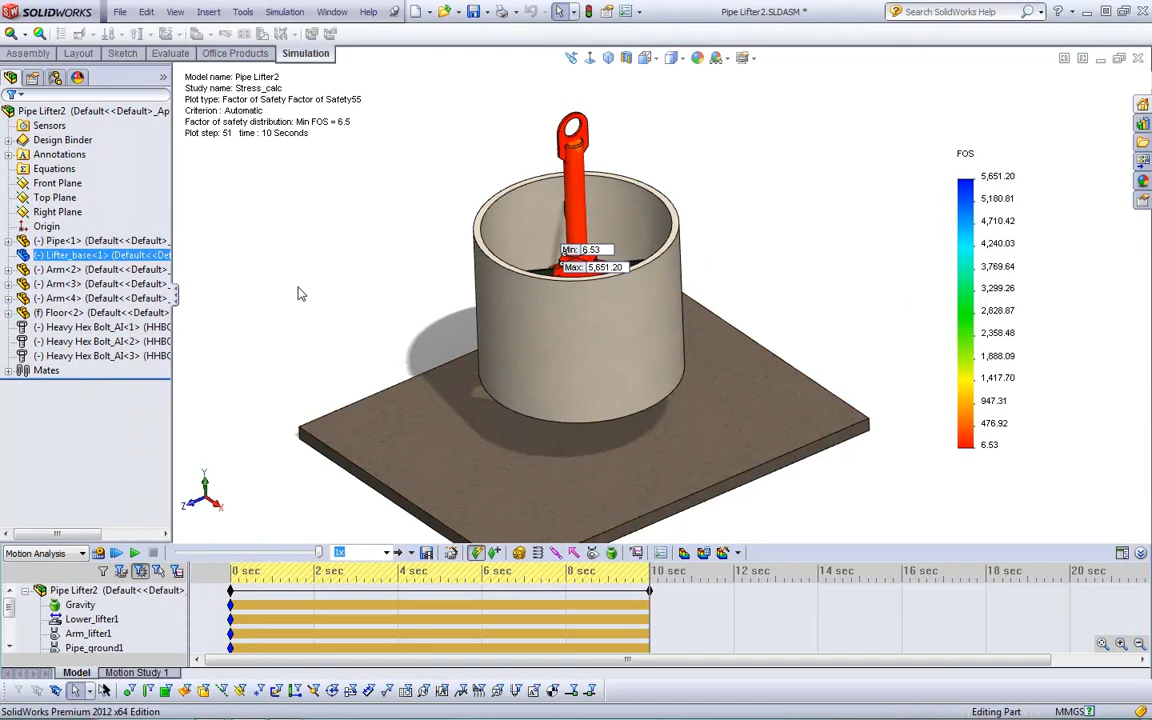 SOLIDWORKS File Edit View Insert Tools Simulation Window Help Pipe Lifter2.SLDASM * Search SolidWorks Help
Assembly Layout Sketch Evaluate Office Products Simulation
Pipe Lifter2 (Default<<Default>_Ap
Sensors
Design Binder
Annotations
Equations
Front Plane
Top Plane
Right Plane
Origin
(-) Pipe<1> (Default<<Default>_
(-) Lifter_base<1> (Default<<Def
(-) Arm<2> (Default<<Default>_
(-) Arm<3> (Default<<Default>_
(-) Arm<4> (Default<<Default>_
(f) Floor<2> (Default<<Default>_
(-) Heavy Hex Bolt_AI<1> (HHBC
(-) Heavy Hex Bolt_AI<2> (HHBC
(-) Heavy Hex Bolt_AI<3> (HHBC
Mates
Model name: Pipe Lifter2
Study name: Stress_calc
Plot type: Factor of Safety Factor of Safety55
Criterion : Automatic
Factor of safety distribution: Min FOS = 6.5
Plot step: 51 time : 10 Seconds
Min: 6.53
Max: 5,651.20
FOS
5,651.20
5,180.81
4,710.42
4,240.03
3,769.64
3,299.25
2,828.87
2,358.48
1,888.09
1,417.70
947.31
476.92
6.53
Y
Z
X
Motion Analysis 1x
0 sec 2 sec 4 sec 6 sec 8 sec 10 sec 12 sec 14 sec 16 sec 18 sec 20 sec
Pipe Lifter2 (Default<<Default>_
Gravity
Lower_lifter1
Arm_lifter1
Pipe_ground1
Model Motion Study 1
SolidWorks Premium 2012 x64 Edition Editing Part MMGS